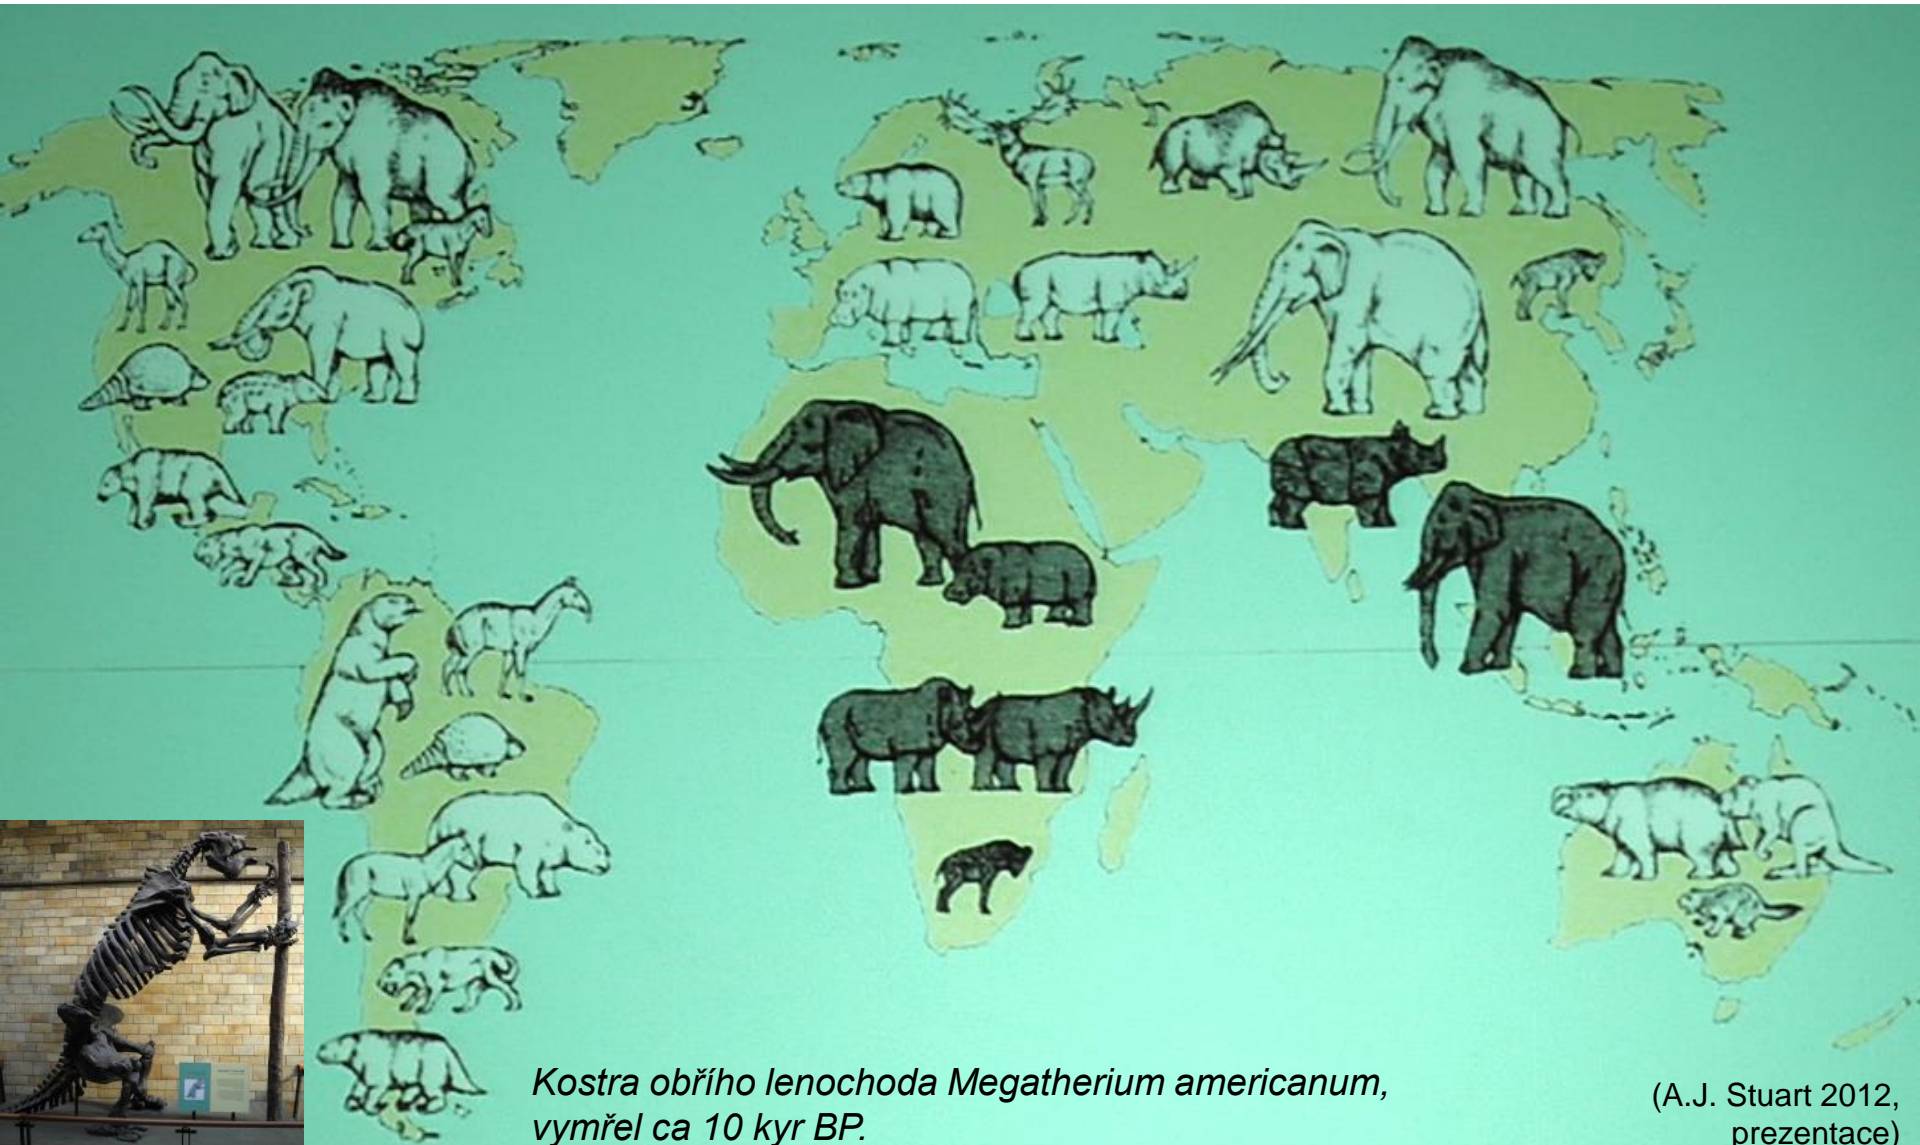 Kostra obřího lenochoda Megatherium americanum,
vymřel ca 10 kyr BP.
(A.J. Stuart 2012,
prezentace)